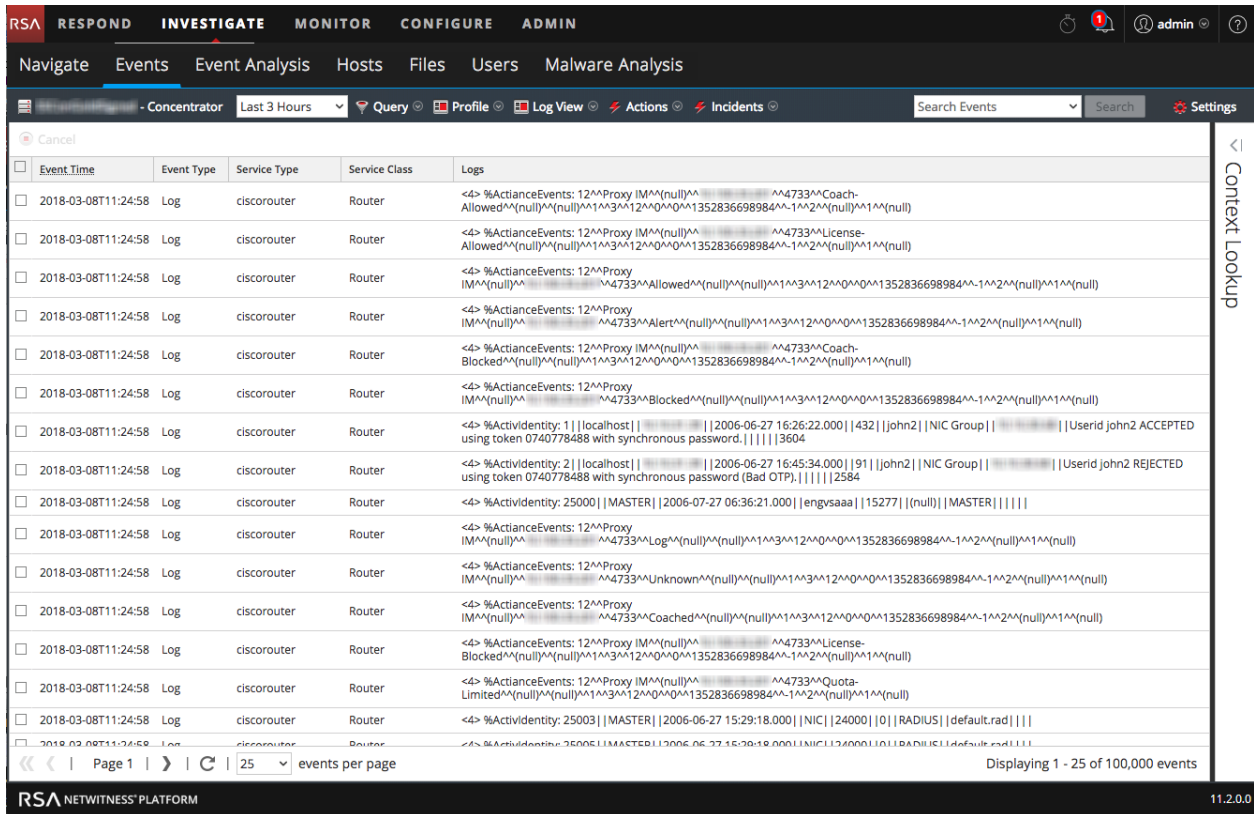 RSA RESPOND INVESTIGATE MONITOR CONFIGURE ADMIN 1 admin ?
Navigate Events Event Analysis Hosts Files Users Malware Analysis
- Concentrator Last 3 Hours Query Profile Log View Actions Incidents Search Events Search Settings
Cancel
Context Lookup
Event Time Event Type Service Type Service Class Logs
2018-03-08T11:24:58 Log ciscorouter Router <4> %ActianceEvents: 12^^Proxy IM^^(null)^^ ^^4733^^Coach-
Allowed^^(null)^^(null)^^1^^3^^12^^0^^0^^1352836698984^^-1^^2^^(null)^^1^^(null)
2018-03-08T11:24:58 Log ciscorouter Router <4> %ActianceEvents: 12^^Proxy IM^^(null)^^ ^^4733^^License-
Allowed^^(null)^^(null)^^1^^3^^12^^0^^0^^1352836698984^^-1^^2^^(null)^^1^^(null)
2018-03-08T11:24:58 Log ciscorouter Router <4> %ActianceEvents: 12^^Proxy
IM^^(null)^^ ^^4733^^Allowed^^(null)^^(null)^^1^^3^^12^^0^^0^^1352836698984^^-1^^2^^(null)^^1^^(null)
2018-03-08T11:24:58 Log ciscorouter Router <4> %ActianceEvents: 12^^Proxy
IM^^(null)^^ ^^4733^^Alert^^(null)^^(null)^^1^^3^^12^^0^^0^^1352836698984^^-1^^2^^(null)^^1^^(null)
2018-03-08T11:24:58 Log ciscorouter Router <4> %ActianceEvents: 12^^Proxy IM^^(null)^^ ^^4733^^Coach-
Blocked^^(null)^^(null)^^1^^3^^12^^0^^0^^1352836698984^^-1^^2^^(null)^^1^^(null)
2018-03-08T11:24:58 Log ciscorouter Router <4> %ActianceEvents: 12^^Proxy
IM^^(null)^^ ^^4733^^Blocked^^(null)^^(null)^^1^^3^^12^^0^^0^^1352836698984^^-1^^2^^(null)^^1^^(null)
2018-03-08T11:24:58 Log ciscorouter Router <4> %ActivIdentity: 1||localhost|| ||2006-06-27 16:26:22.000||432||john2||NIC Group|| ||Userid john2 ACCEPTED
using token 0740778488 with synchronous password.||||||3604
2018-03-08T11:24:58 Log ciscorouter Router <4> %ActivIdentity: 2||localhost|| ||2006-06-27 16:45:34.000||91||john2||NIC Group|| ||Userid john2 REJECTED
using token 0740778488 with synchronous password (Bad OTP).||||||2584
2018-03-08T11:24:58 Log ciscorouter Router <4> %ActivIdentity: 25000||MASTER||2006-07-27 06:36:21.000||engvsaaa||15277||(null)||MASTER||||||
2018-03-08T11:24:58 Log ciscorouter Router <4> %ActianceEvents: 12^^Proxy
IM^^(null)^^ ^^4733^^Log^^(null)^^(null)^^1^^3^^12^^0^^0^^1352836698984^^-1^^2^^(null)^^1^^(null)
2018-03-08T11:24:58 Log ciscorouter Router <4> %ActianceEvents: 12^^Proxy
IM^^(null)^^ ^^4733^^Unknown^^(null)^^(null)^^1^^3^^12^^0^^0^^1352836698984^^-1^^2^^(null)^^1^^(null)
2018-03-08T11:24:58 Log ciscorouter Router <4> %ActianceEvents: 12^^Proxy
IM^^(null)^^ ^^4733^^Coached^^(null)^^(null)^^1^^3^^12^^0^^0^^1352836698984^^-1^^2^^(null)^^1^^(null)
2018-03-08T11:24:58 Log ciscorouter Router <4> %ActianceEvents: 12^^Proxy IM^^(null)^^ ^^4733^^License-
Blocked^^(null)^^(null)^^1^^3^^12^^0^^0^^1352836698984^^-1^^2^^(null)^^1^^(null)
2018-03-08T11:24:58 Log ciscorouter Router <4> %ActianceEvents: 12^^Proxy IM^^(null)^^ ^^4733^^Quota-
Limited^^(null)^^(null)^^1^^3^^12^^0^^0^^1352836698984^^-1^^2^^(null)^^1^^(null)
2018-03-08T11:24:58 Log ciscorouter Router <4> %ActivIdentity: 25003||MASTER||2006-06-27 15:29:18.000||NIC||24000||0||RADIUS||default.rad||||
2018-03-08T11:24:58 Log ciscorouter Router <4> %ActivIdentity: 25005||MASTER||2006-06-27 15:29:18.000||NIC||24000||0||RADIUS||default.rad||||
Page 1 25 events per page Displaying 1 - 25 of 100,000 events
RSA NETWITNESS® PLATFORM 11.2.0.0